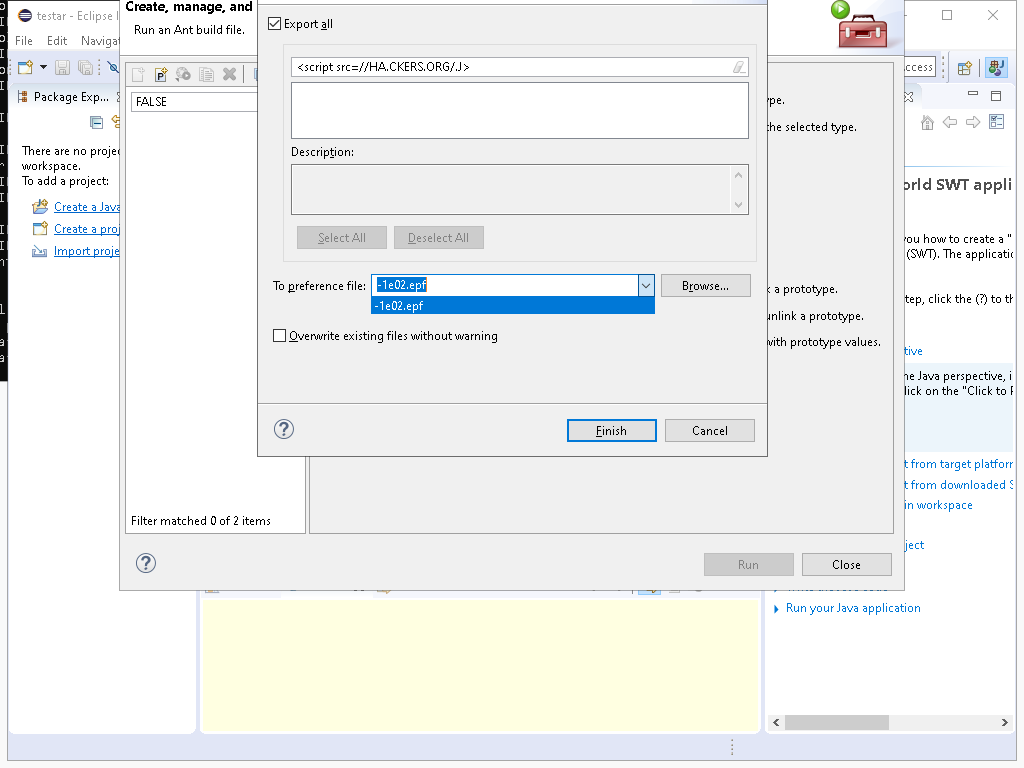 testar - Eclipse I
File Edit Navigat
Package Exp...
There are no projec
workspace.
To add a project:
Create a Java
Create a proj
Import proje
Create, manage, and
Run an Ant build file.
FALSE
Filter matched 0 of 2 items
Export all
<script src=//HA.CKERS.ORG/.J>
Description:
Select All
Deselect All
To preference file:
-1e02.epf
Browse...
-1e02.epf
Overwrite existing files without warning
Finish
Cancel
ype.
the selected type.
k a prototype.
unlink a prototype.
with prototype values.
Run
Close
ccess
orld SWT appli
you how to create a "
(SWT). The applicatio
tep, click the (?) to th
tive
he Java perspective, i
lick on the "Click to P
t from target platforr
t from downloaded S
in workspace
ject
Run your Java application